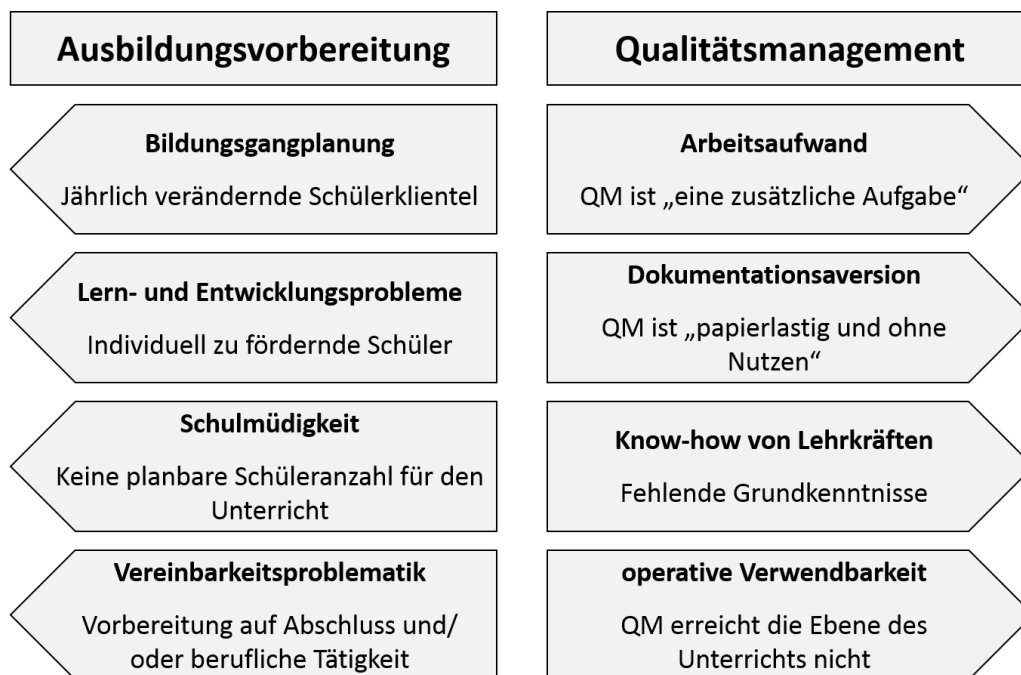 Ausbildungsvorbereitung
Bildungsgangplanung
Jährlich verändernde Schülerklientel
Lern- und Entwicklungsprobleme
Individuell zu fördernde Schüler
Schulmüdigkeit
Keine planbare Schüleranzahl für den
Unterricht
Vereinbarkeitsproblematik
Vorbereitung auf Abschluss und/
oder berufliche Tätigkeit
Qualitätsmanagement
Arbeitsaufwand
QM ist „eine zusätzliche Aufgabe“
Dokumentationsaversion
QM ist „papierlastig und ohne
Nutzen“
Know-how von Lehrkräften
Fehlende Grundkenntnisse
operative Verwendbarkeit
QM erreicht die Ebene des
Unterrichts nicht